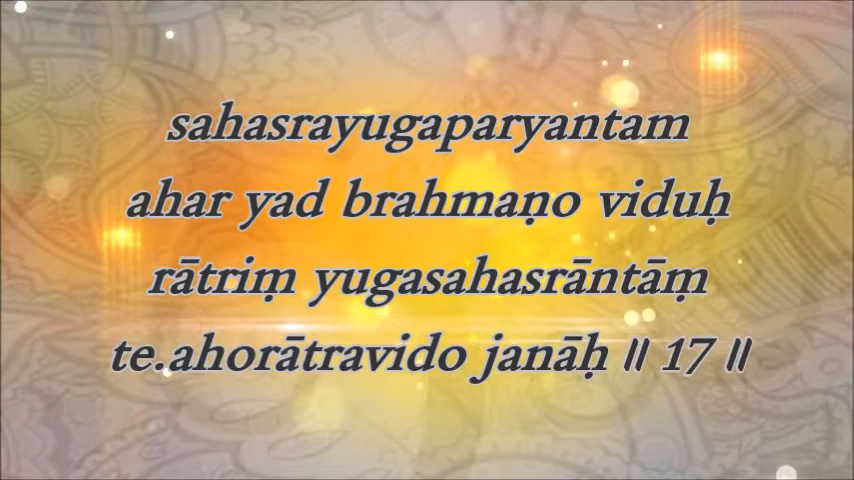 sahasrayugaparyantam
ahar yad brahmaṇo viduḥ
rātriṃ yugasahasrāntāṃ
te.ahorātravido janāḥ॥ 17 ॥